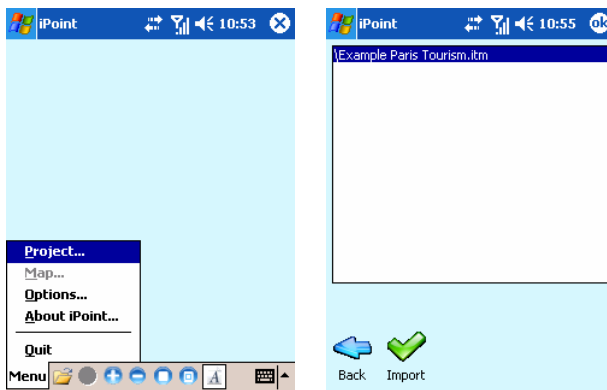 iPoint 10:53
Project...
Map...
Options...
About iPoint...
Quit
Menu A
iPoint 10:55 ok
\Example Paris Tourism.itm
Back Import